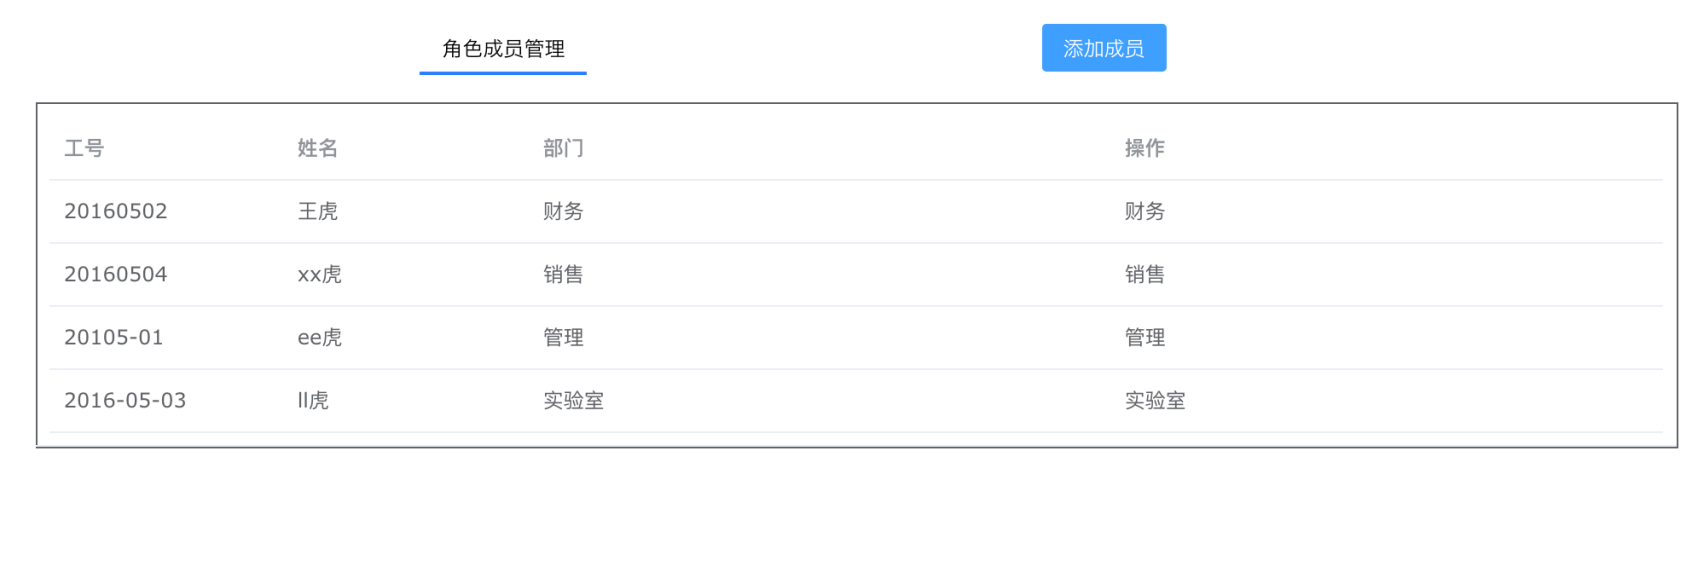 角色成员管理 添加成员
工号 姓名 部门 操作
20160502 王虎 财务 财务
20160504 xx虎 销售 销售
20105-01 ee虎 管理 管理
2016-05-03 ll虎 实验室 实验室